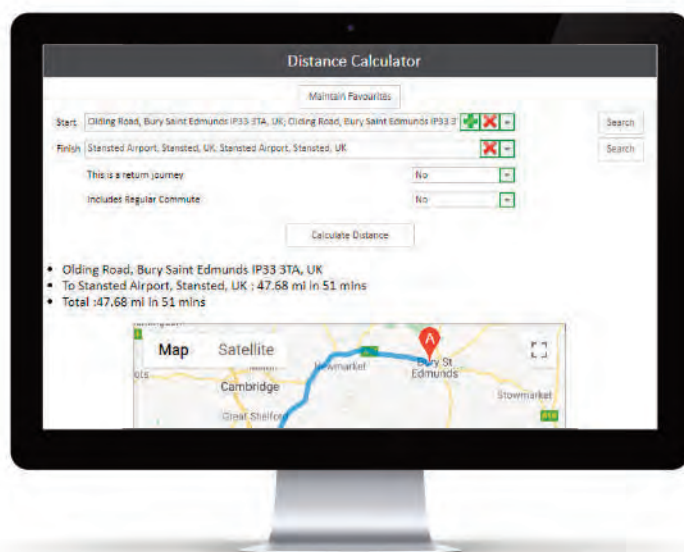 Distance Calculator
Maintain Favourites
Start Olding Road, Bury Saint Edmunds IP33 3TA, UK; Olding Road, Bury Saint Edmunds IP33 3 Search
Finish Stansted Airport, Stansted, UK, Stansted Airport, Stansted, UK Search
This is a return journey No
Includes Regular Commute No
Calculate Distance
• Olding Road, Bury Saint Edmunds IP33 3TA, UK
• To Stansted Airport, Stansted, UK : 47.68 mi in 51 mins
• Total :47.68 mi in 51 mins
Map Satellite
A
Newmarket
Bury St
Edmunds
Cambridge
Stowmarket
Great Shelford